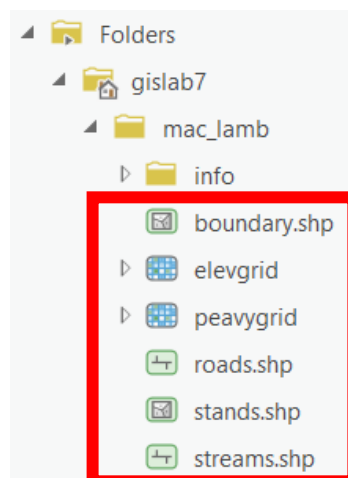 Folders
gislab7
mac_lamb
info
boundary.shp
elevgrid
peavygrid
roads.shp
stands.shp
streams.shp